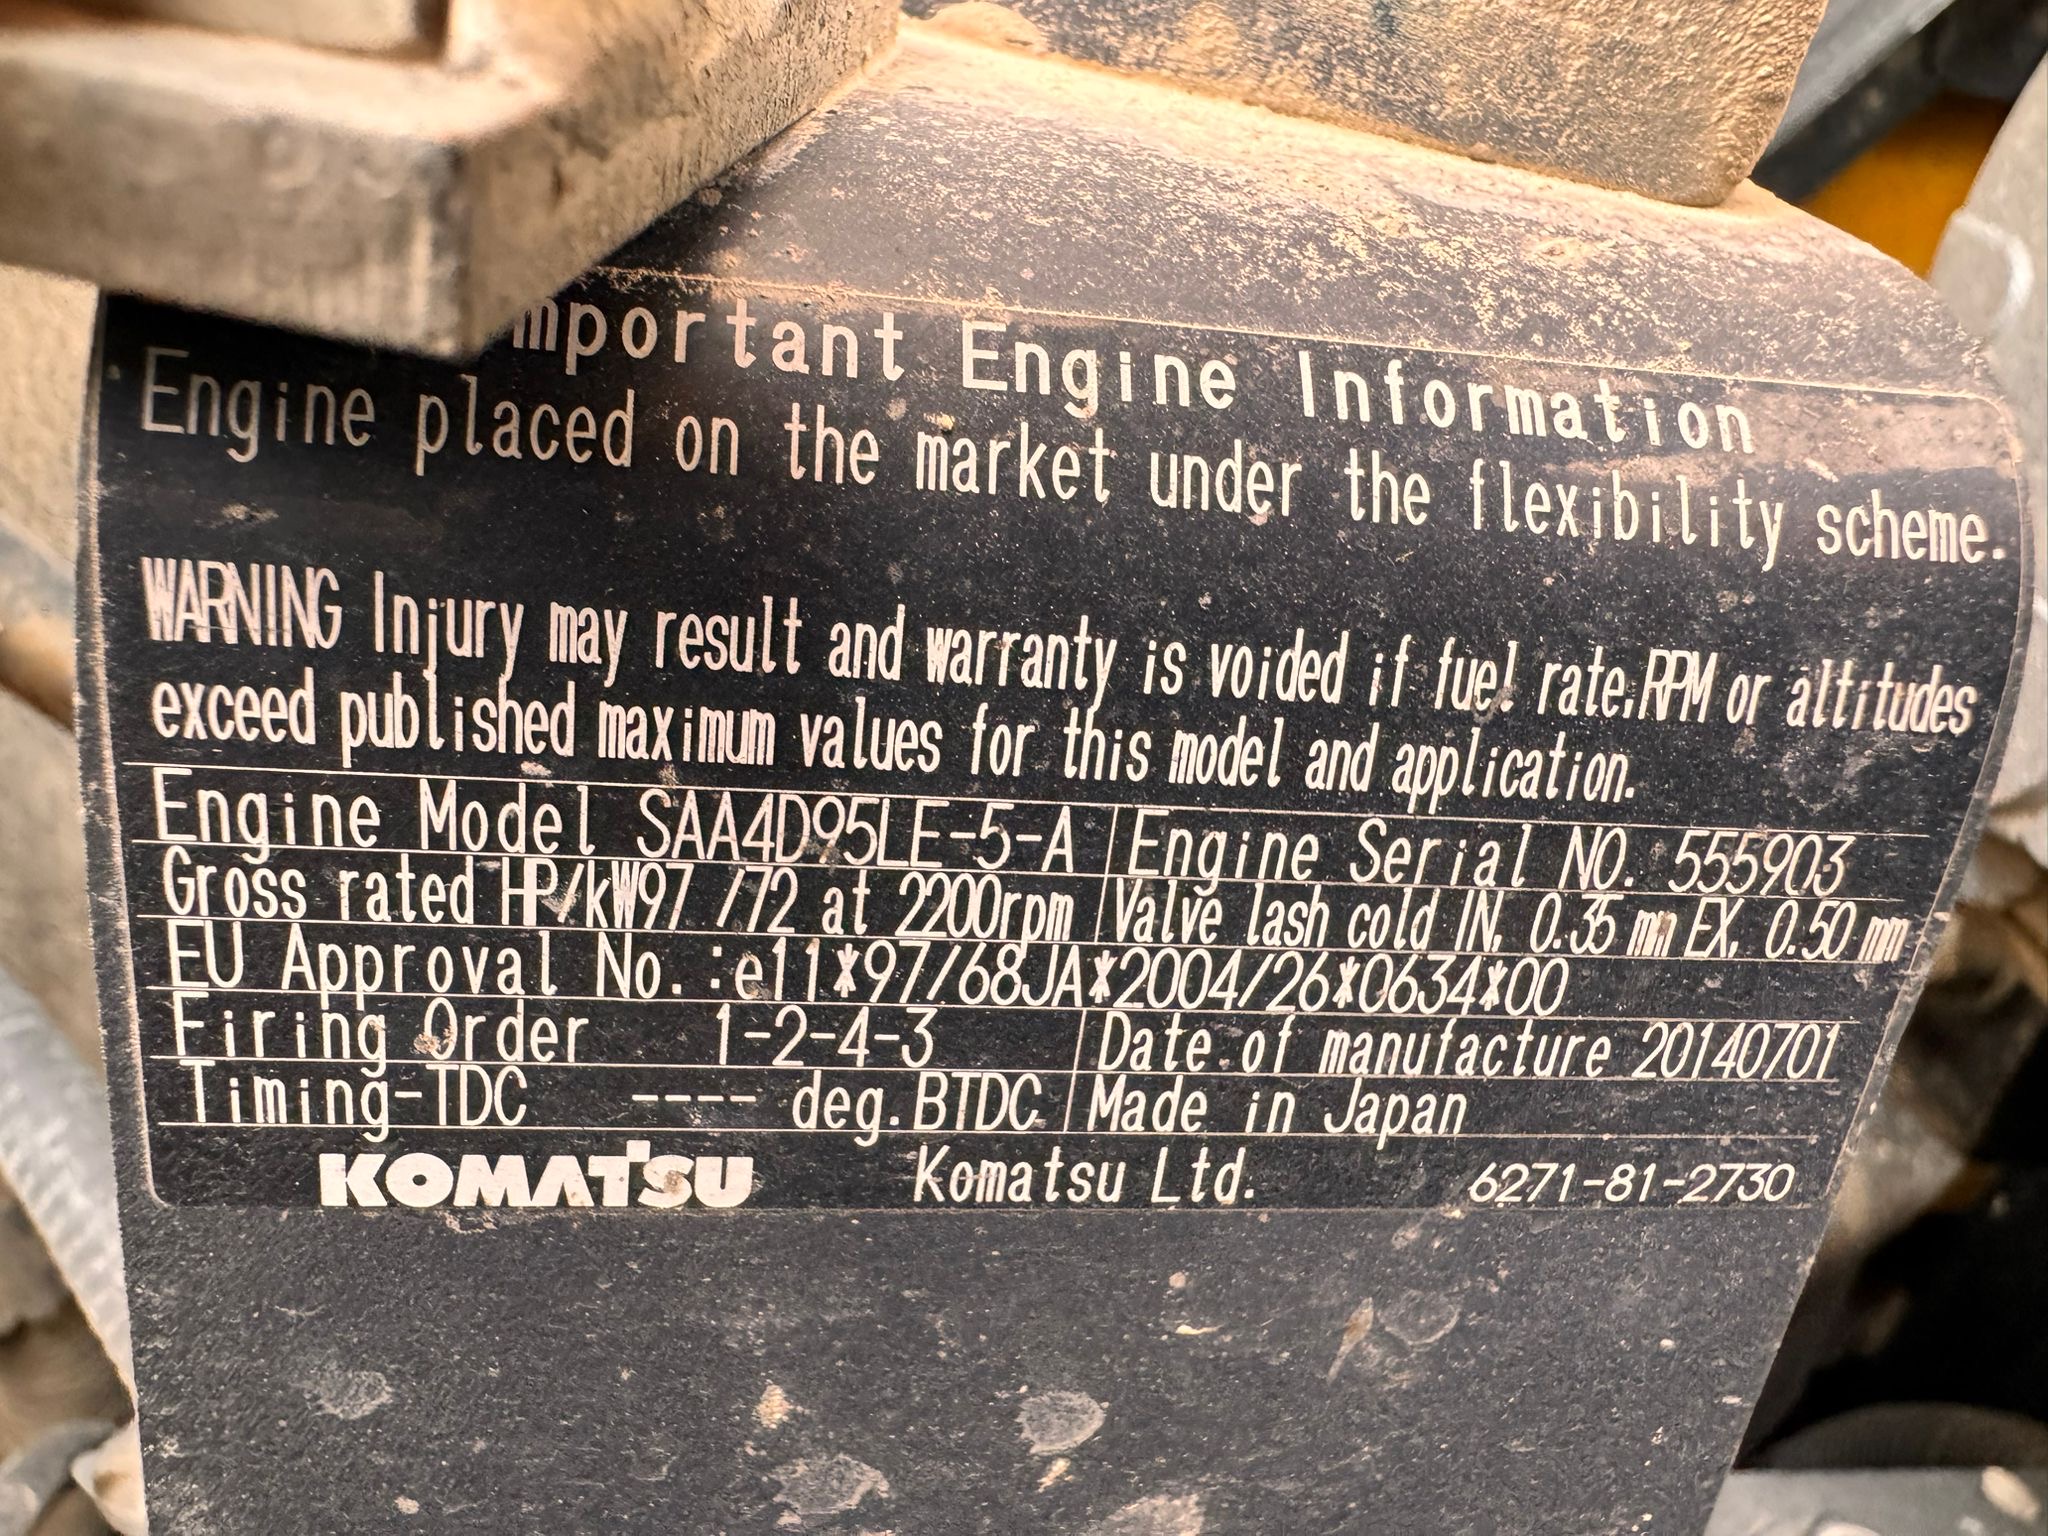 mportant Engine Information
Engine placed on the market under the flexibility scheme.
WARNING Injury may result and warranty is voided if fuel rate,RPM or altitudes
exceed published maximum values for this model and application.
Engine Model SAA4D95LE-5-A Engine Serial NO. 555903
Gross rated HP/kW97 /72 at 2200rpm Valve lash cold IN. 0.35 mm EX. 0.50 mm
EU Approval No.:e11*97/68JA*2004/26*0634*00
Firing Order 1-2-4-3 Date of manufacture 20140701
Timing-TDC ---- deg.BTDC Made in Japan
KOMATSU Komatsu Ltd. 6271-81-2730